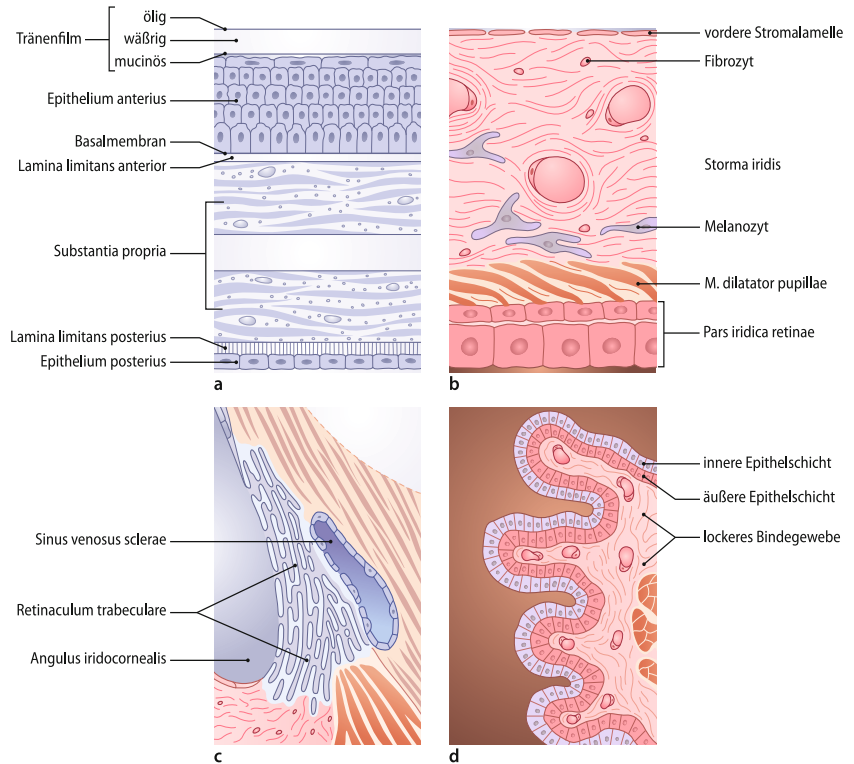 ölig
Tränenfilm
wäßrig
mucinös
Epithelium anterius
Basalmembran
Lamina limitans anterior
Substantia propria
Lamina limitans posterius
Epithelium posterius
a
vordere Stromalamelle
Fibrozyt
Storma iridis
Melanozyt
M. dilatator pupillae
Pars iridica retinae
b
Sinus venosus sclerae
Retinaculum trabeculare
Angulus iridocornealis
c
innere Epithelschicht
äußere Epithelschicht
lockeres Bindegewebe
d